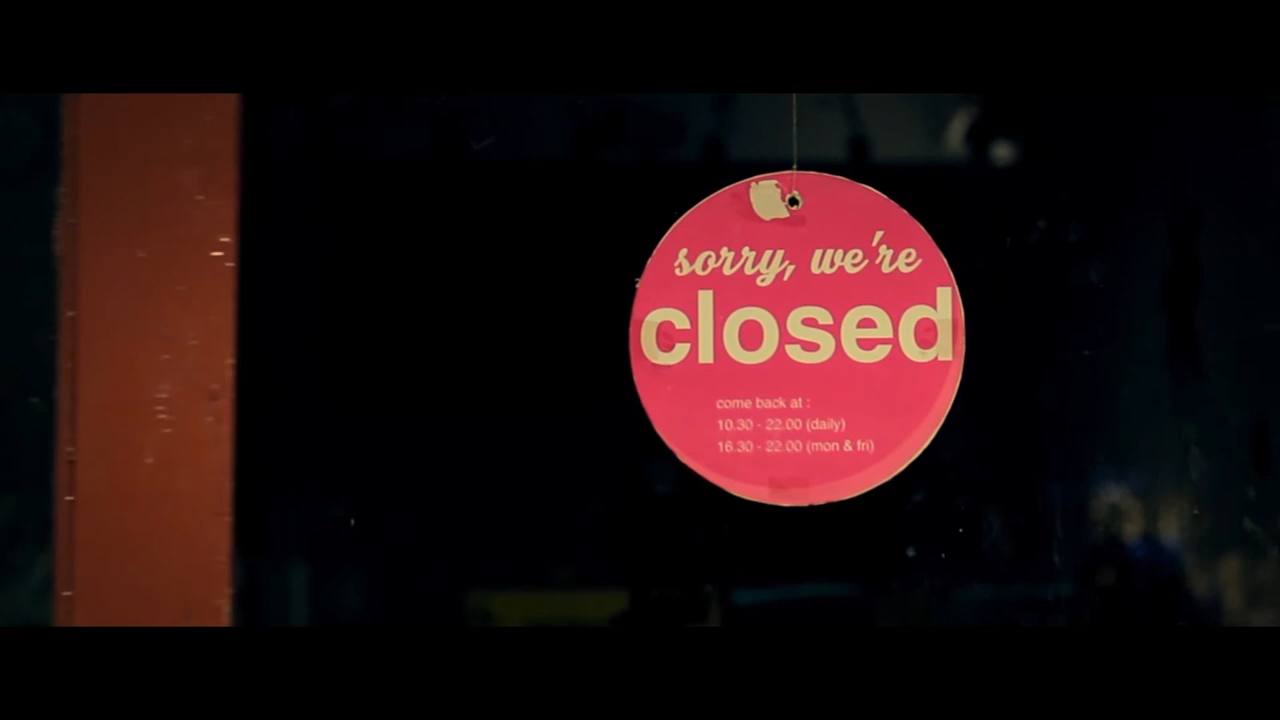 sorry, we're
closed
come back at :
10.30 - 22.00 (daily)
16.30 - 22.00 (mon & fri)